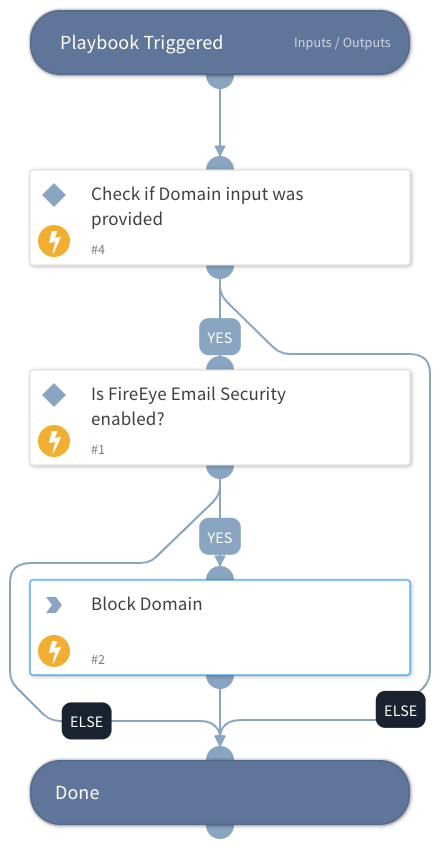 Playbook Triggered
Inputs / Outputs
Check if Domain input was
provided
#4
YES
Is FireEye Email Security
enabled?
#1
YES
Block Domain
#2
ELSE
ELSE
Done